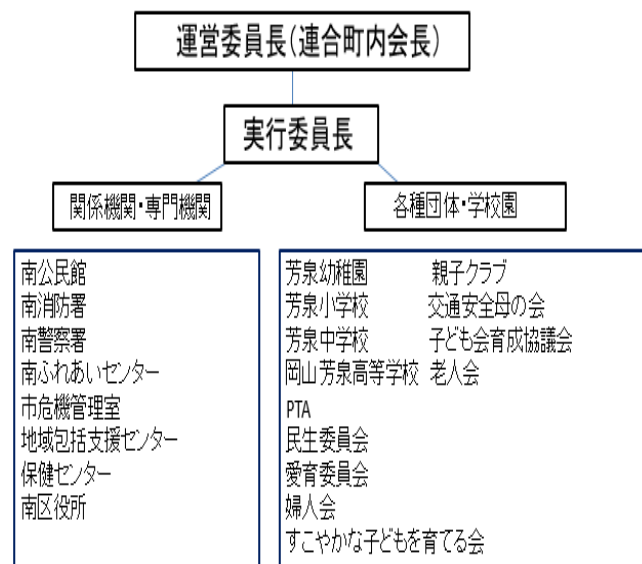 運営委員長(連合町内会長)
実行委員長
関係機関・専門機関
各種団体・学校園
南公民館
南消防署
南警察署
南ふれあいセンター
市危機管理室
地域包括支援センター
保健センター
南区役所
芳泉幼稚園 親子クラブ
芳泉小学校 交通安全母の会
芳泉中学校 子ども会育成協議会
岡山芳泉高等学校 老人会
PTA
民生委員会
愛育委員会
婦人会
すこやかな子どもを育てる会